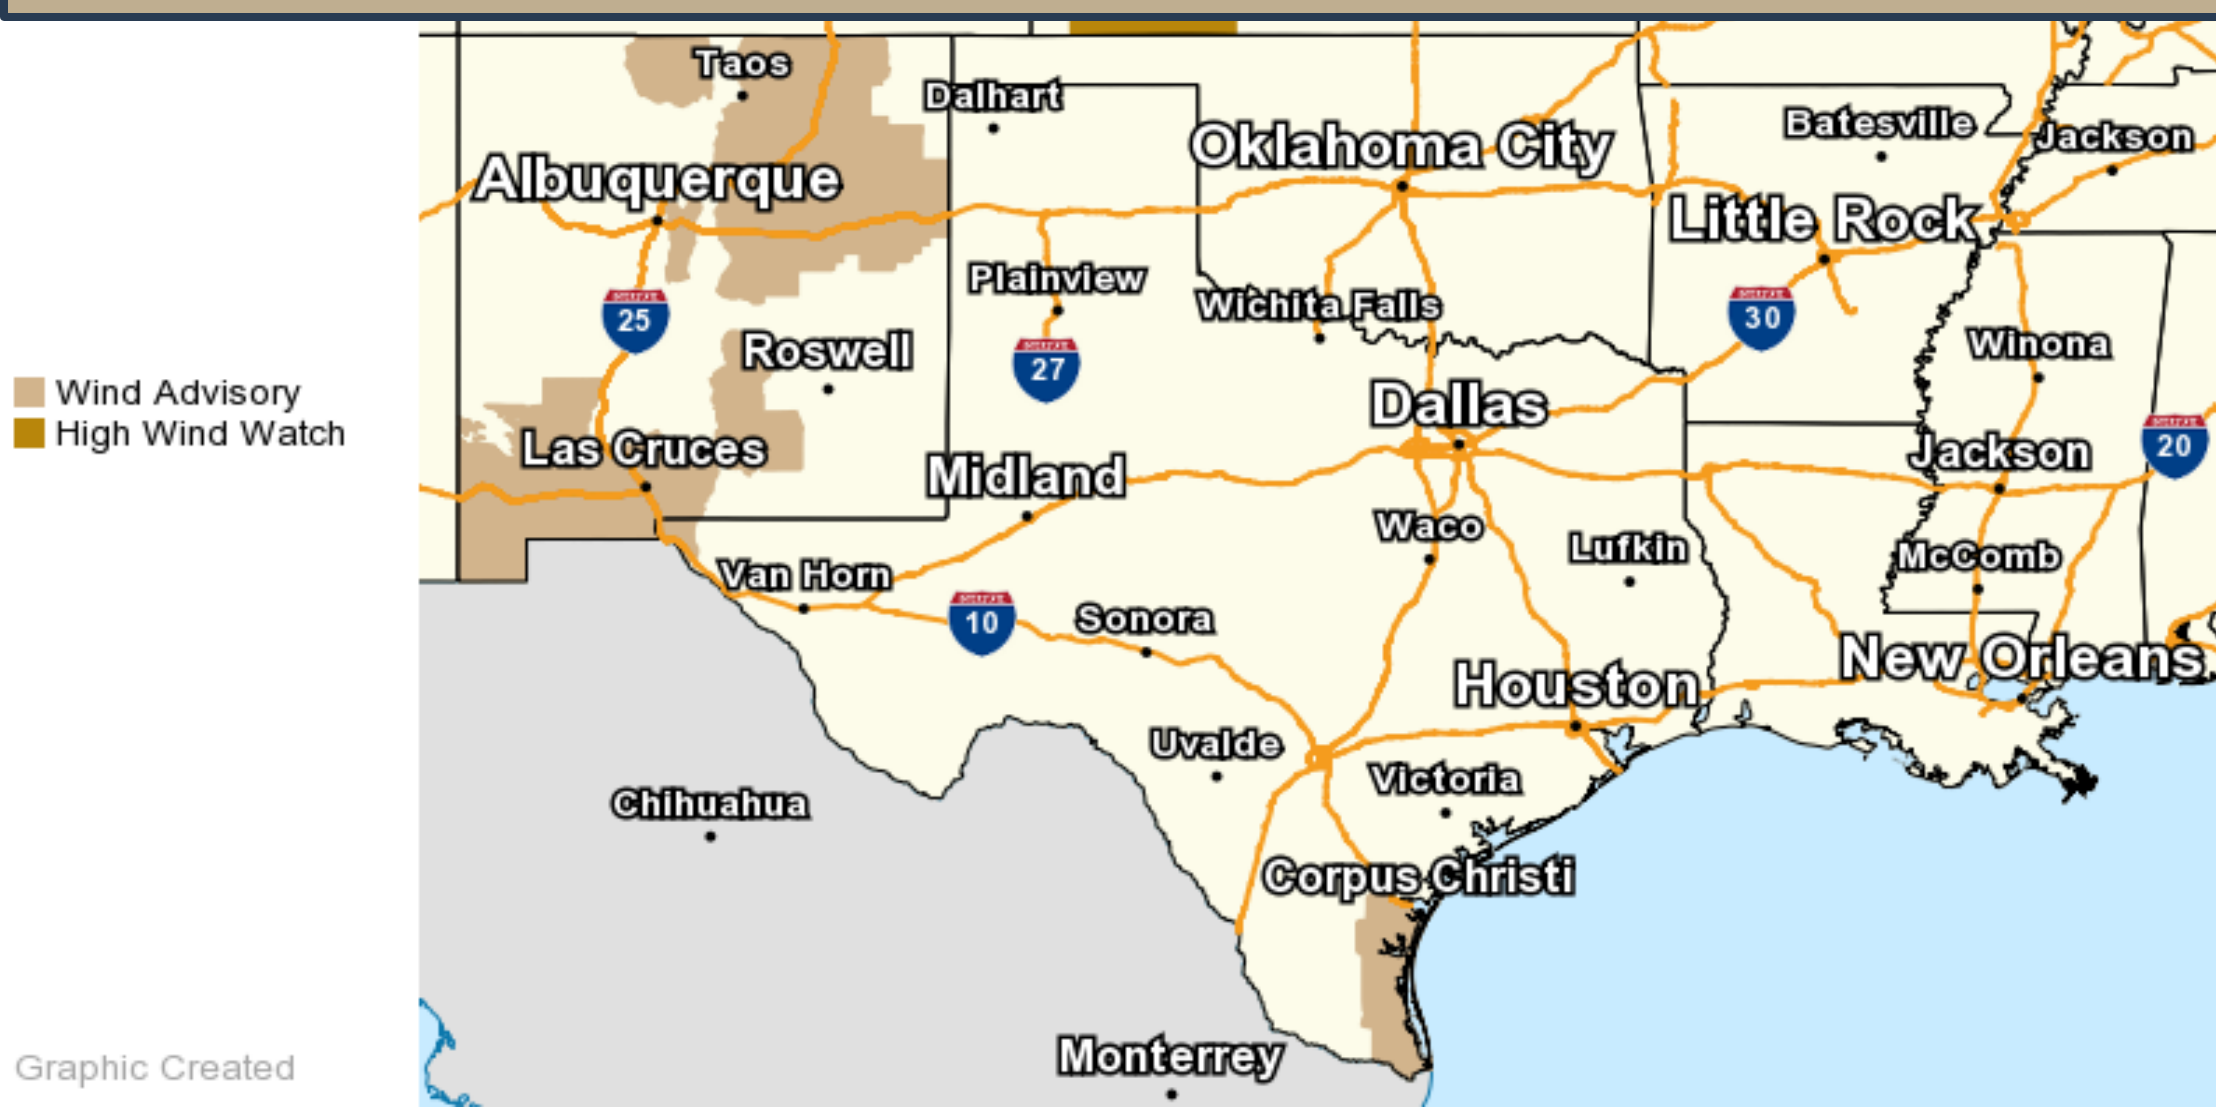 Taos
Dalhart
Batesville
Jackson
Oklahoma City
Albuquerque
Little Rock
Plainview
Wichita Falls
25
30
Winona
Roswell
27
Wind Advisory
High Wind Watch
Dallas
Las Cruces
Midland
Jackson
20
Waco
Lufkin
McComb
Van Horn
10
Sonora
New Orleans
Houston
Uvalde
Victoria
Chihuahua
Corpus Christi
Monterrey
Graphic Created